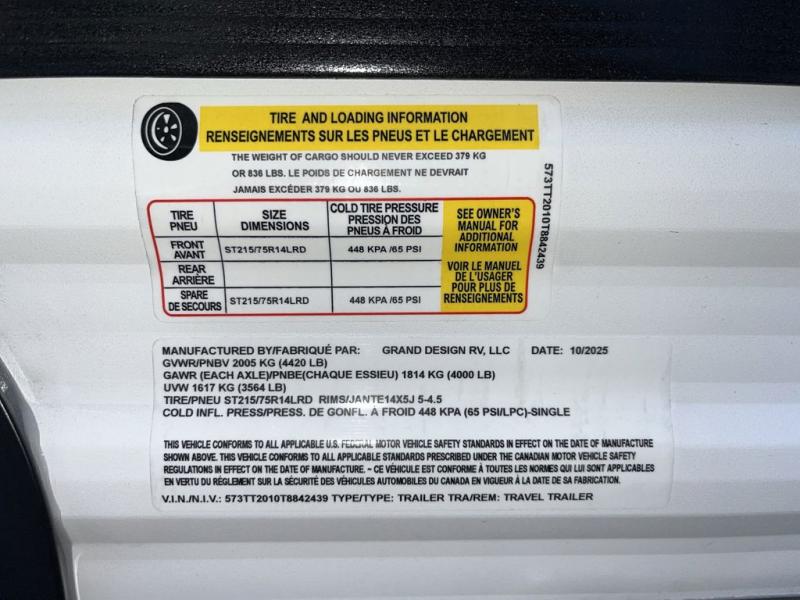 TIRE AND LOADING INFORMATION
RENSEIGNEMENTS SUR LES PNEUS ET LE CHARGEMENT
THE WEIGHT OF CARGO SHOULD NEVER EXCEED 379 KG
OR 836 LBS. LE POIDS DE CHARGEMENT NE DEVRAIT
JAMAIS EXCÉDER 379 KG OU 836 LBS.
TIRE
PNEU
SIZE
DIMENSIONS
COLD TIRE PRESSURE
PRESSION DES
PNEUS À FROID
FRONT
AVANT
ST215/75R14LRD
448 KPA /65 PSI
REAR
ARRIÈRE
SPARE
DE SECOURS
ST215/75R14LRD
448 KPA /65 PSI
SEE OWNER'S
MANUAL FOR
ADDITIONAL
INFORMATION
VOIR LE MANUEL
DE L'USAGER
POUR PLUS DE
RENSEIGNEMENTS
573TT2010T8842439
MANUFACTURED BY/FABRIQUÉ PAR: GRAND DESIGN RV, LLC DATE: 10/2025
GVWR/PNBV 2005 KG (4420 LB)
GAWR (EACH AXLE)/PNBE(CHAQUE ESSIEU) 1814 KG (4000 LB)
UVW 1617 KG (3564 LB)
TIRE/PNEU ST215/75R14LRD RIMS/JANTE14X5J 5-4.5
COLD INFL. PRESS/PRESS. DE GONFL. À FROID 448 KPA (65 PSI/LPC)-SINGLE
THIS VEHICLE CONFORMS TO ALL APPLICABLE U.S. FEDERAL MOTOR VEHICLE SAFETY STANDARDS IN EFFECT ON THE DATE OF MANUFACTURE
SHOWN ABOVE. THIS VEHICLE CONFORMS TO ALL APPLICABLE STANDARDS PRESCRIBED UNDER THE CANADIAN MOTOR VEHICLE SAFETY
REGULATIONS IN EFFECT ON THE DATE OF MANUFACTURE. ~ CE VÉHICULE EST CONFORME À TOUTES LES NORMES QUI LUI SONT APPLICABLES
EN VERTU DU RÈGLEMENT SUR LA SÉCURITÉ DES VÉHICULES AUTOMOBILES DU CANADA EN VIGUEUR À LA DATE DE SA FABRICATION.
V.I.N./N.I.V.: 573TT2010T8842439 TYPE/TYPE: TRAILER TRA/REM: TRAVEL TRAILER